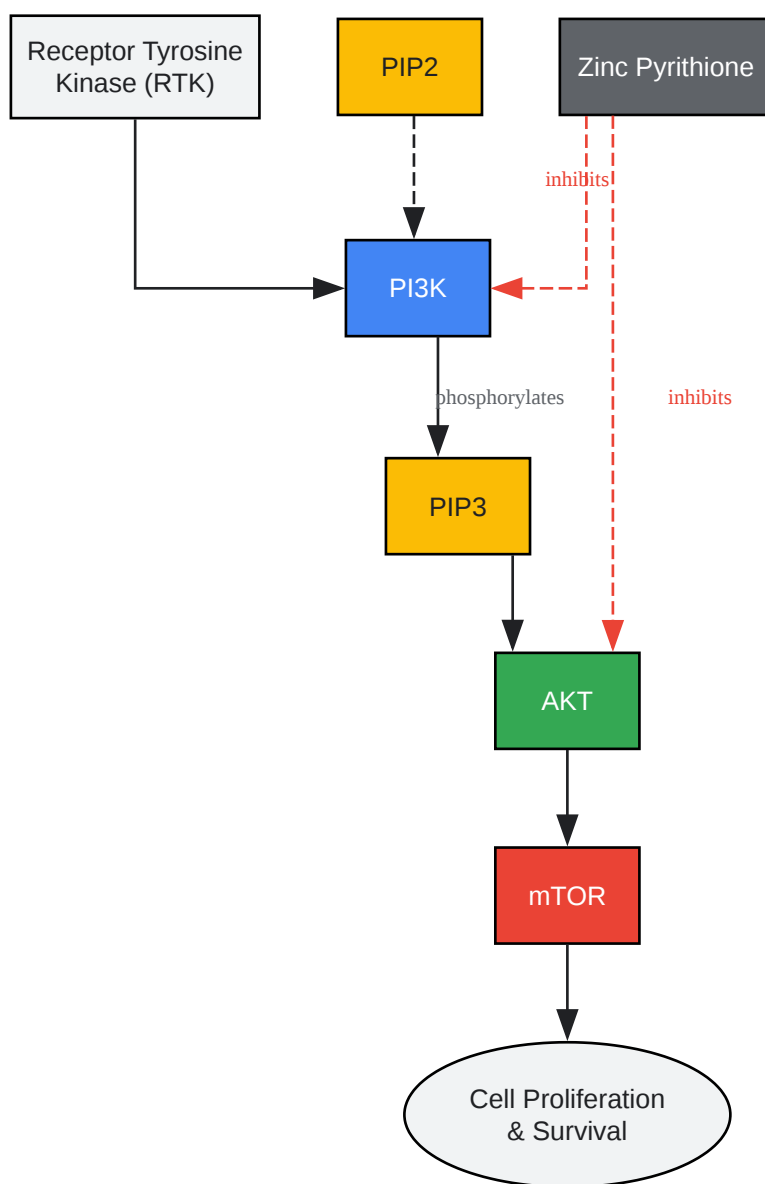 Receptor Tyrosine
Kinase (RTK)
PIP2
Zinc Pyrithione
inhibits
PI3K
phosphorylates
inhibits
PIP3
AKT
mTOR
Cell Proliferation
& Survival